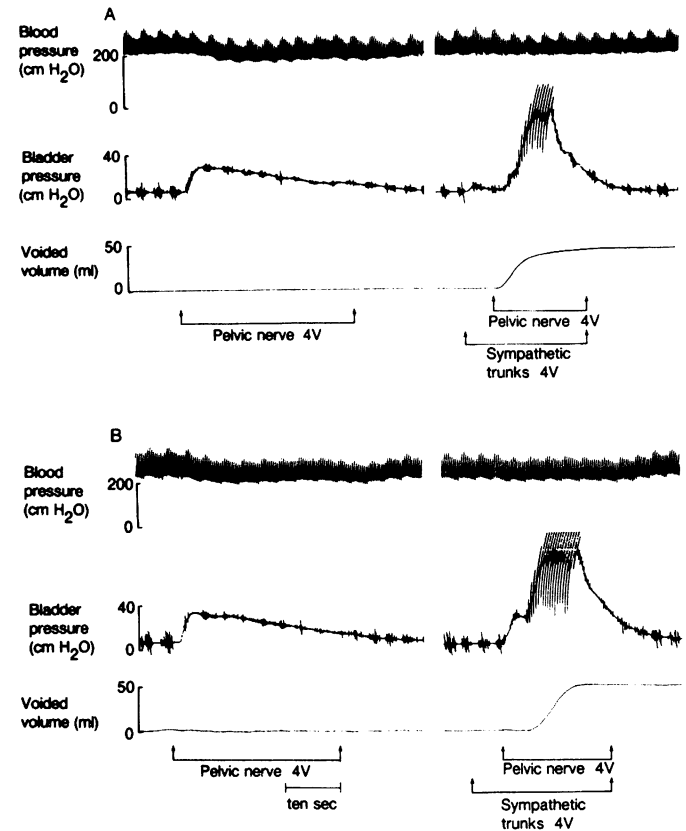 A
Blood
pressure
(cm H2O)
200
0
Bladder
pressure
(cm H2O)
40
0
Voided
volume (ml)
50
0
Pelvic nerve 4V
Pelvic nerve 4V
Sympathetic
trunks 4V
B
Blood
pressure
(cm H2O)
200
0
Bladder
pressure
(cm H2O)
40
0
Voided
volume (ml)
50
0
Pelvic nerve 4V
ten sec
Pelvic nerve 4V
Sympathetic
trunks 4V